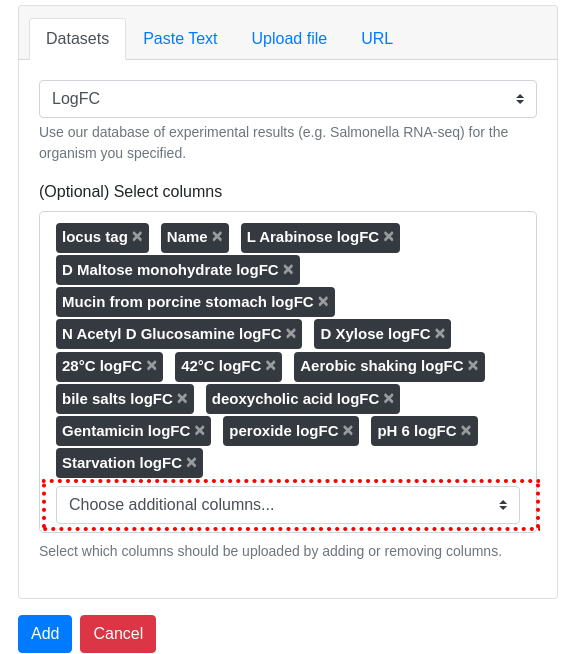 Datasets Paste Text Upload file URL
LogFC
Use our database of experimental results (e.g. Salmonella RNA-seq) for the
organism you specified.
(Optional) Select columns
locus tag × Name × L Arabinose logFC ×
D Maltose monohydrate logFC ×
Mucin from porcine stomach logFC ×
N Acetyl D Glucosamine logFC × D Xylose logFC ×
28°C logFC × 42°C logFC × Aerobic shaking logFC ×
bile salts logFC × deoxycholic acid logFC ×
Gentamicin logFC × peroxide logFC × pH 6 logFC ×
Starvation logFC ×
Choose additional columns...
Select which columns should be uploaded by adding or removing columns.
Add Cancel